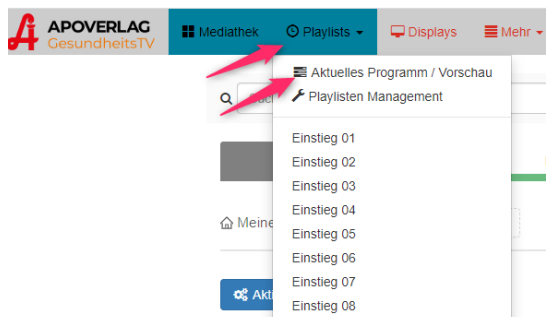 APOVERLAG
GesundheitsTV
Mediathek
Playlists
Displays
Mehr
Aktuelles Programm / Vorschau
Playlisten Management
Einstieg 01
Einstieg 02
Einstieg 03
Einstieg 04
Meine
Einstieg 05
Einstieg 06
Einstieg 07
Akti
Einstieg 08